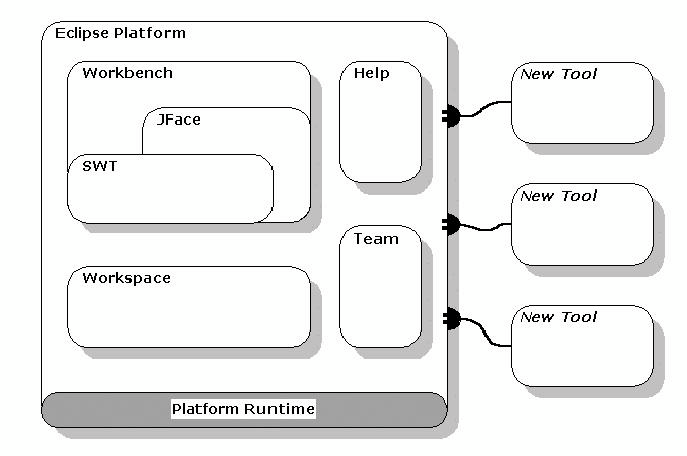 Eclipse Platform
Workbench
JFace
SWT
Workspace
Help
Team
Platform Runtime
New Tool
New Tool
New Tool